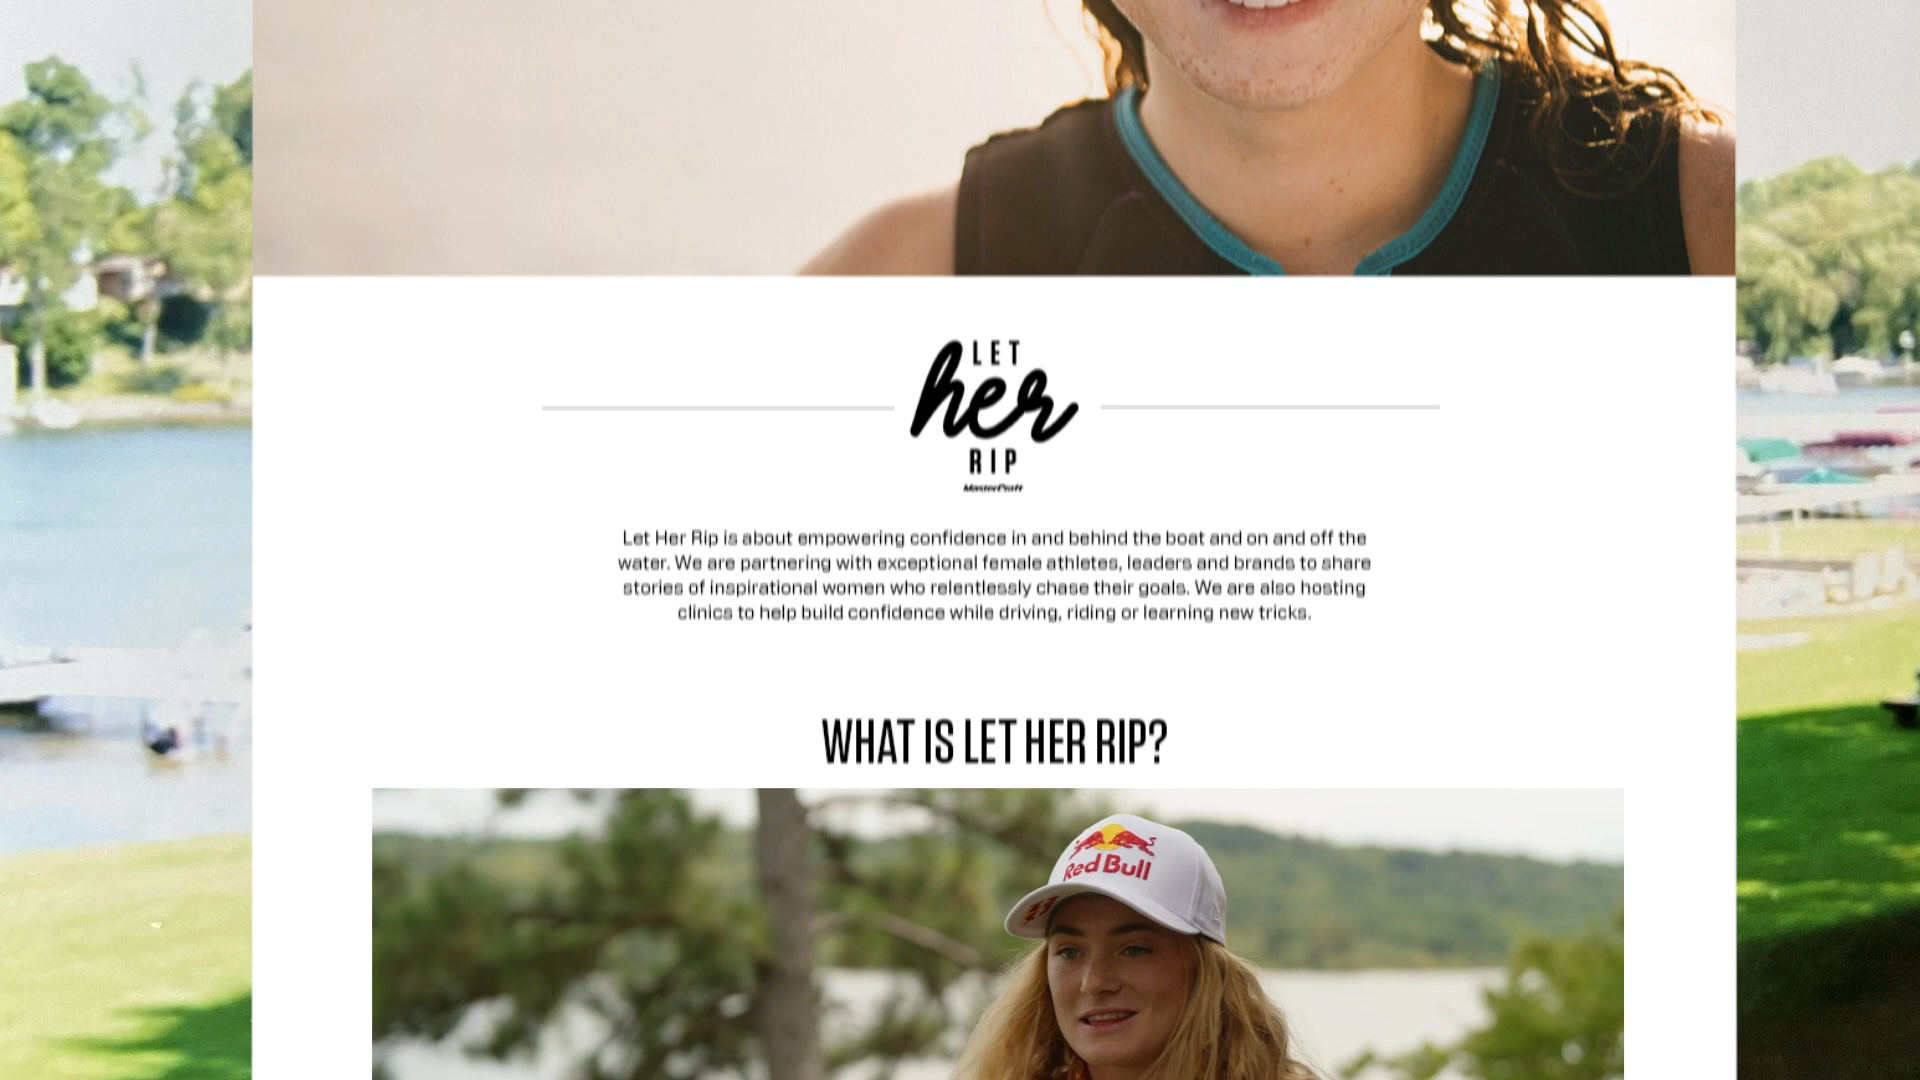 LET
her
RIP
MasterCraft
Let Her Rip is about empowering confidence in and behind the boat and on and off the
water. We are partnering with exceptional female athletes, leaders and brands to share
stories of inspirational women who relentlessly chase their goals. We are also hosting
clinics to help build confidence while driving, riding or learning new tricks.
WHAT IS LET HER RIP?
Red Bull